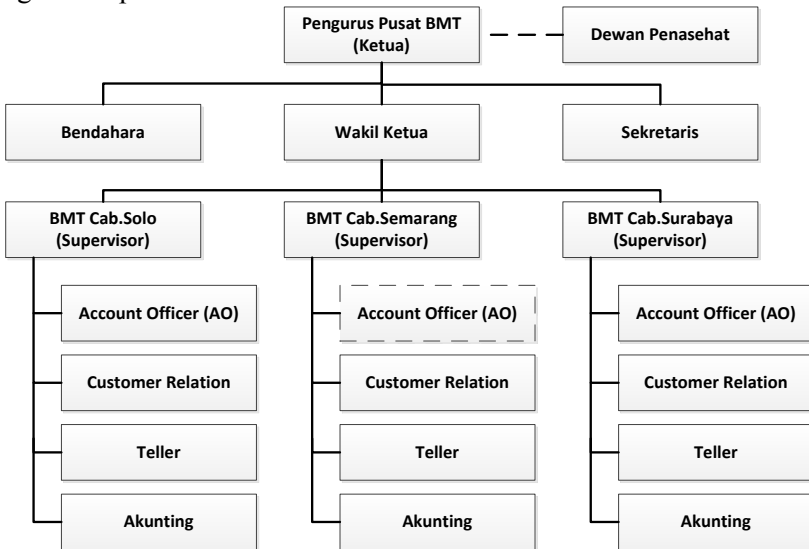 Pengurus Pusat BMT
(Ketua)
Dewan Penasehat
Bendahara
Wakil Ketua
Sekretaris
BMT Cab.Solo
(Supervisor)
BMT Cab.Semarang
(Supervisor)
BMT Cab.Surabaya
(Supervisor)
Account Officer (AO)
Account Officer (AO)
Account Officer (AO)
Customer Relation
Customer Relation
Customer Relation
Teller
Teller
Teller
Akunting
Akunting
Akunting